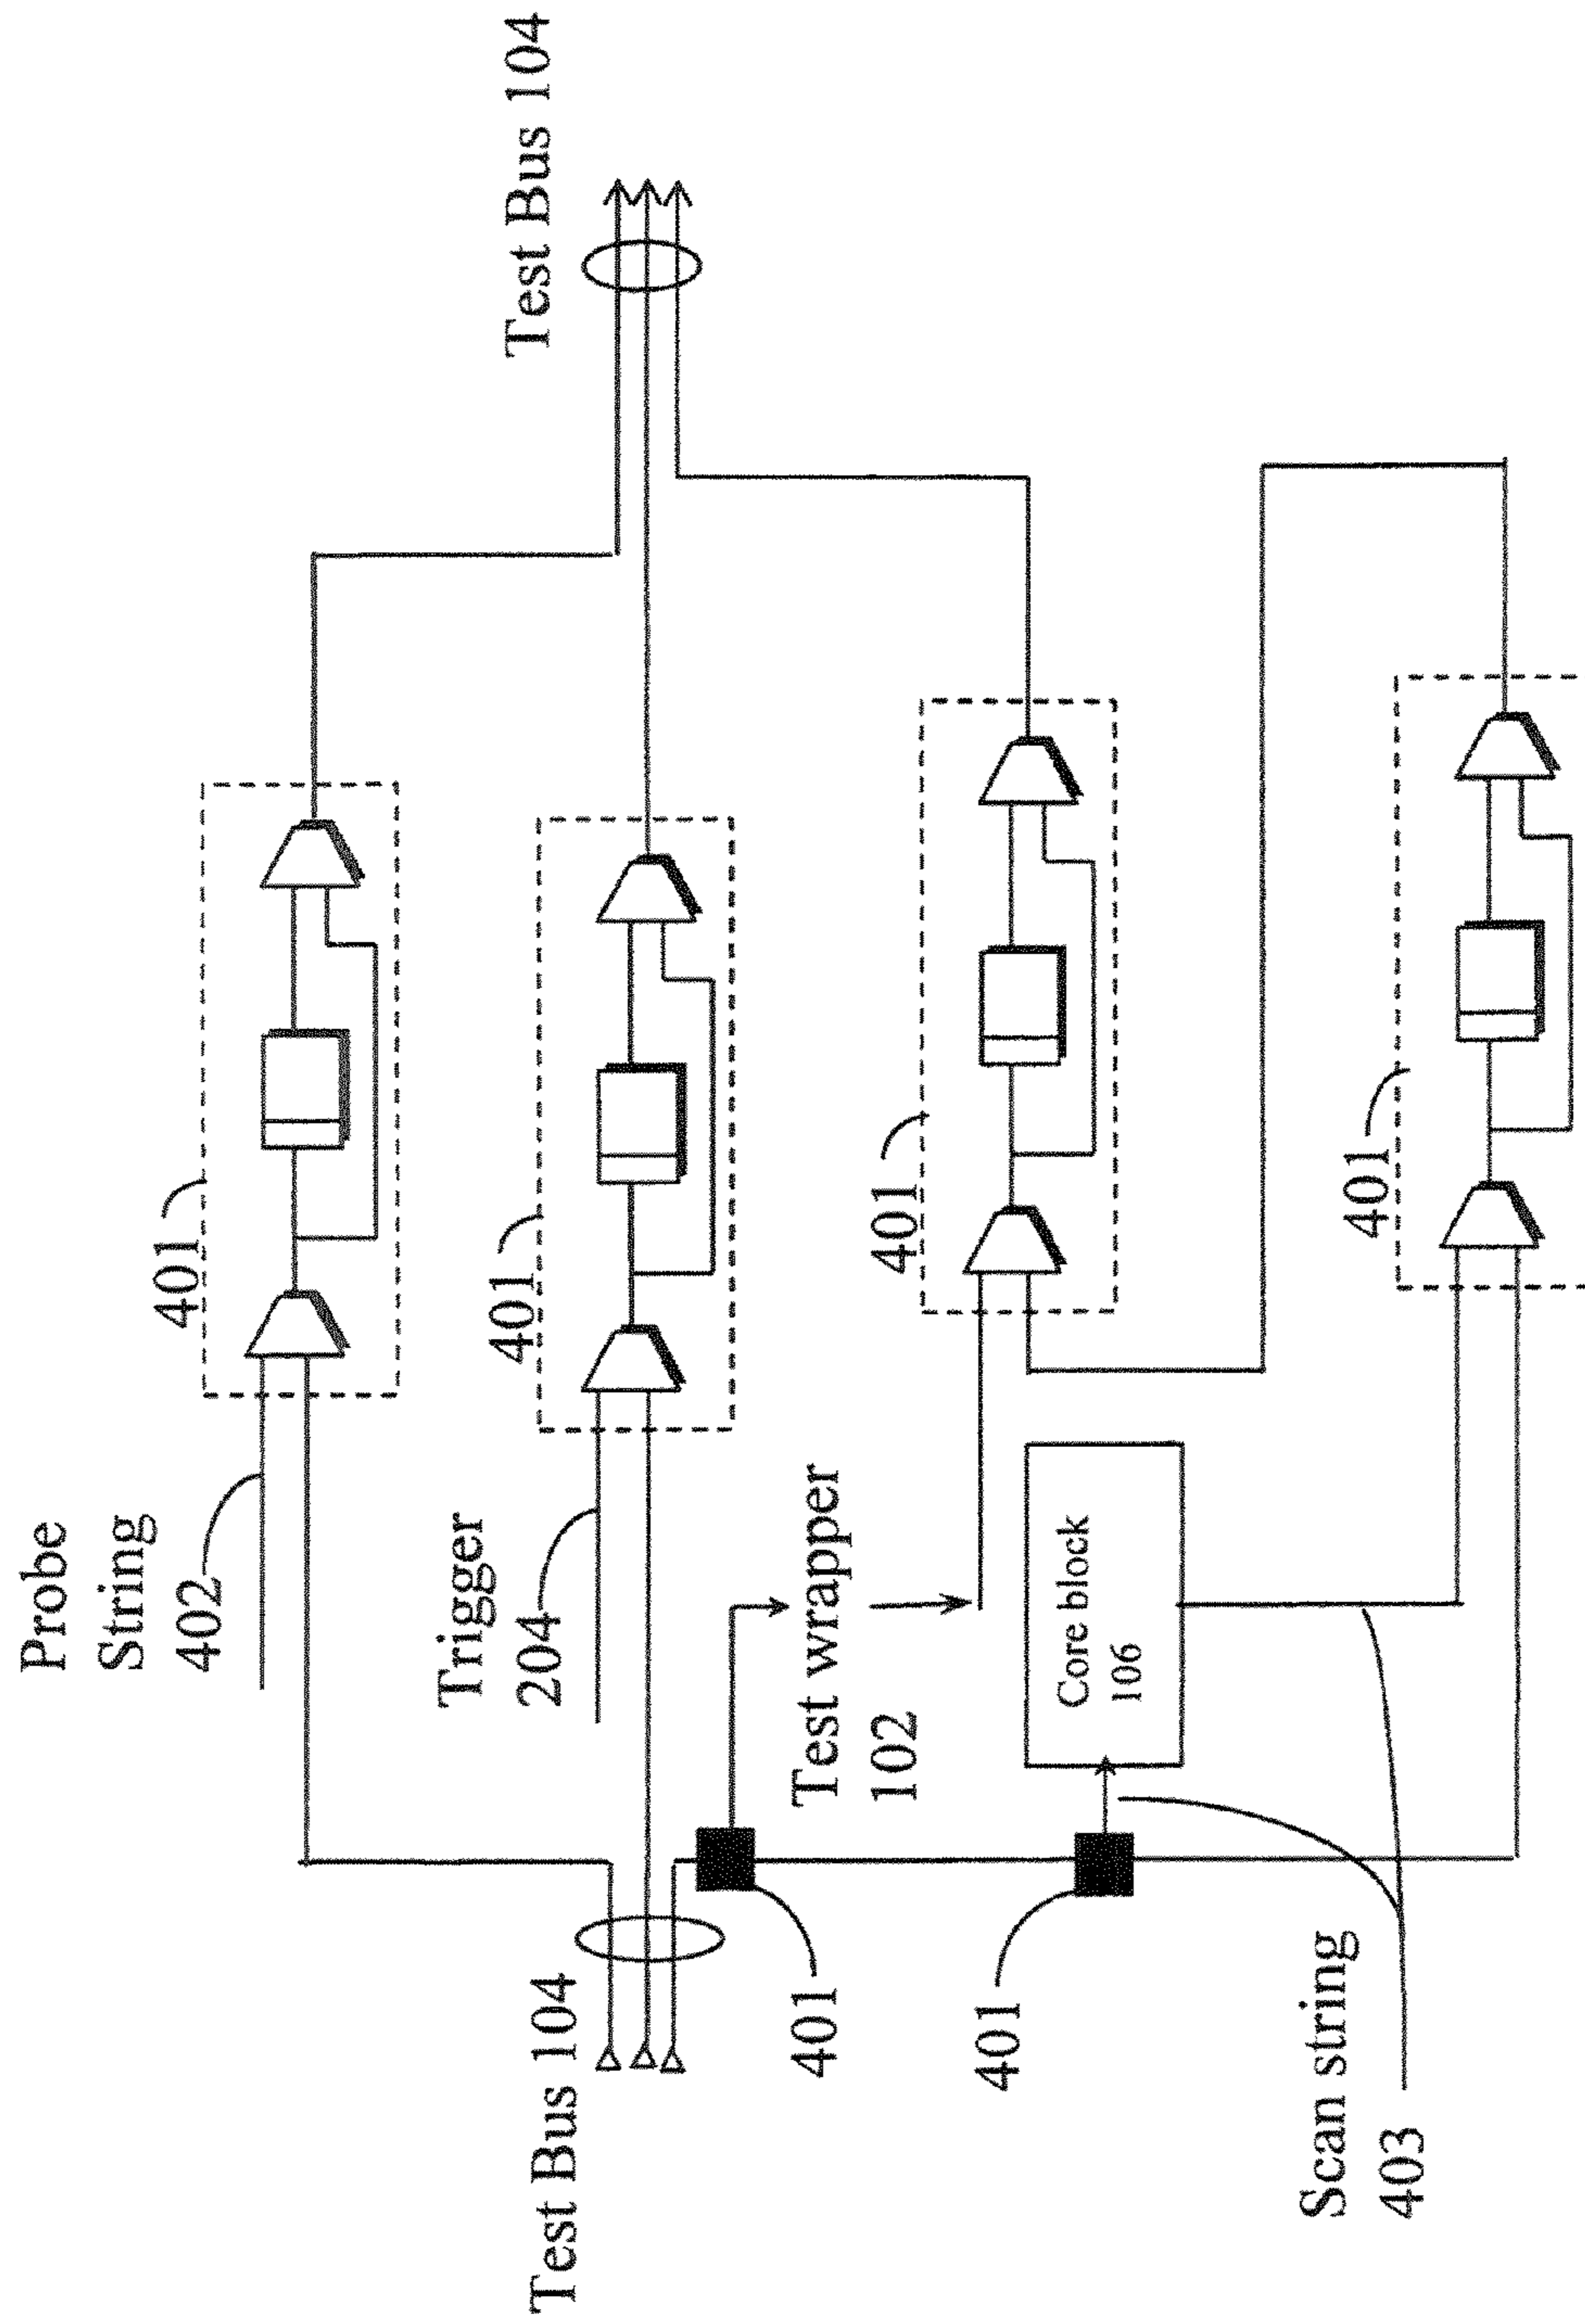 Probe
String
402
401
Test Bus 104
Trigger
204
401
Test Bus 104
Test wrapper
102
401
401
Core block
106
401
401
Scan string
403